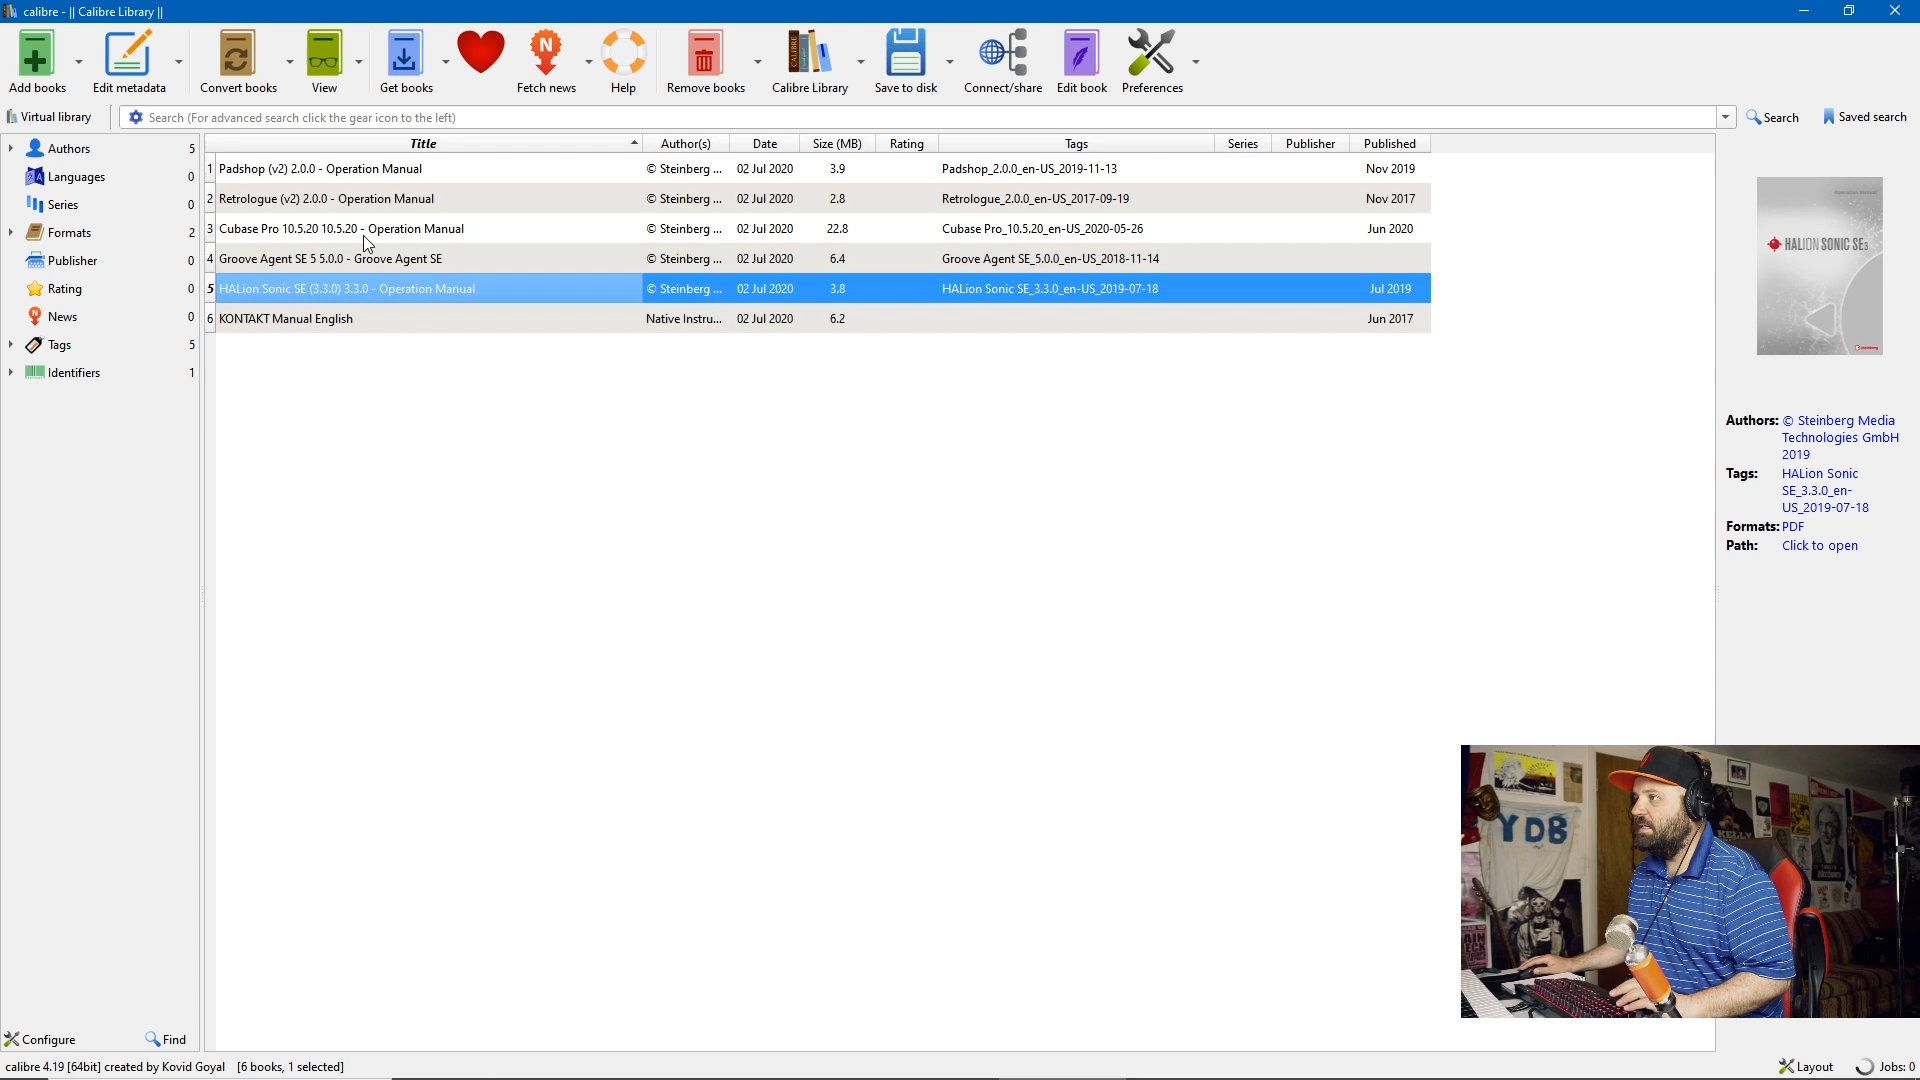 calibre - || Calibre Library ||
Add books Edit metadata Convert books View Get books Fetch news Help Remove books Calibre Library Save to disk Connect/share Edit book Preferences
Virtual library Search (For advanced search click the gear icon to the left) Search Saved search
Authors 5
Languages 0
Series 0
Formats 2
Publisher 0
Rating 0
News 0
Tags 5
Identifiers 1
Title Author(s) Date Size (MB) Rating Tags Series Publisher Published
1 Padshop (v2) 2.0.0 - Operation Manual © Steinberg ... 02 Jul 2020 3.9 Padshop_2.0.0_en-US_2019-11-13 Nov 2019
2 Retrologue (v2) 2.0.0 - Operation Manual © Steinberg ... 02 Jul 2020 2.8 Retrologue_2.0.0_en-US_2017-09-19 Nov 2017
3 Cubase Pro 10.5.20 10.5.20 - Operation Manual © Steinberg ... 02 Jul 2020 22.8 Cubase Pro_10.5.20_en-US_2020-05-26 Jun 2020
4 Groove Agent SE 5 5.0.0 - Groove Agent SE © Steinberg ... 02 Jul 2020 6.4 Groove Agent SE_5.0.0_en-US_2018-11-14
5 HALion Sonic SE (3.3.0) 3.3.0 - Operation Manual © Steinberg ... 02 Jul 2020 3.8 HALion Sonic SE_3.3.0_en-US_2019-07-18 Jul 2019
6 KONTAKT Manual English Native Instru... 02 Jul 2020 6.2 Jun 2017
HALION SONIC SE3
steinberg
Authors: © Steinberg Media
Technologies GmbH
2019
Tags: HALion Sonic
SE_3.3.0_en-
US_2019-07-18
Formats: PDF
Path: Click to open
YDB
KELLY
Configure Find
calibre 4.19 [64bit] created by Kovid Goyal [6 books, 1 selected] Layout Jobs: 0